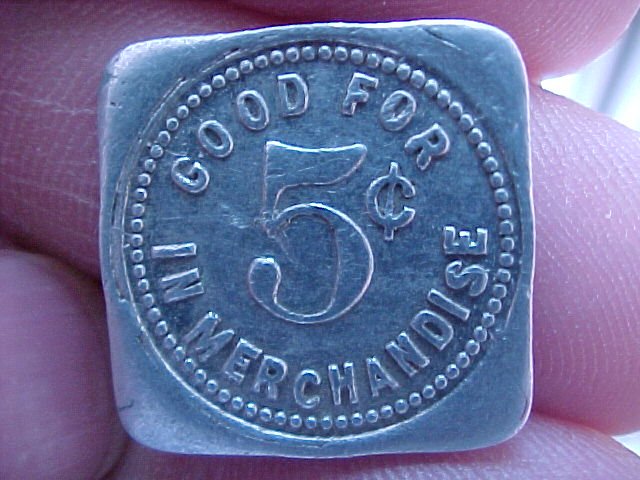 GOOD FOR
5¢
IN MERCHANDISE